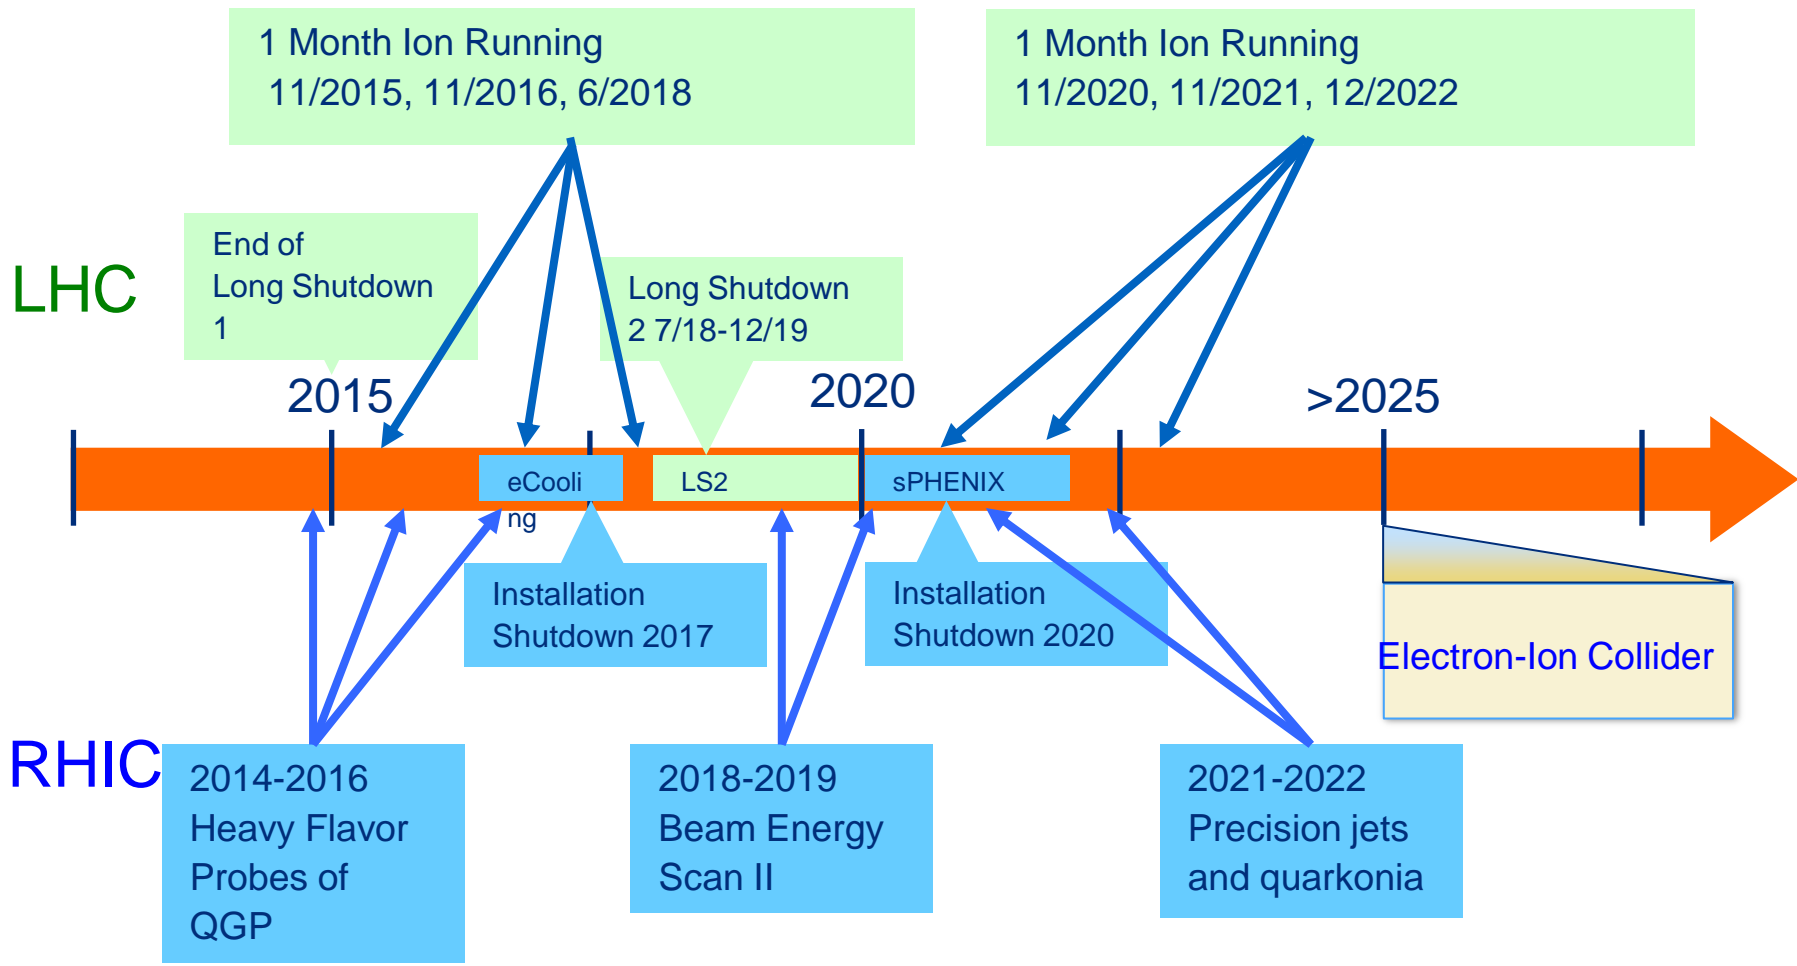 1 Month Ion Running
11/2015, 11/2016, 6/2018
1 Month Ion Running
11/2020, 11/2021, 12/2022
LHC
End of
Long Shutdown
1
Long Shutdown
2 7/18-12/19
2015
2020
>2025
eCooli
ng
LS2
sPHENIX
Installation
Shutdown 2017
Installation
Shutdown 2020
Electron-Ion Collider
RHIC
2014-2016
Heavy Flavor
Probes of
QGP
2018-2019
Beam Energy
Scan II
2021-2022
Precision jets
and quarkonia